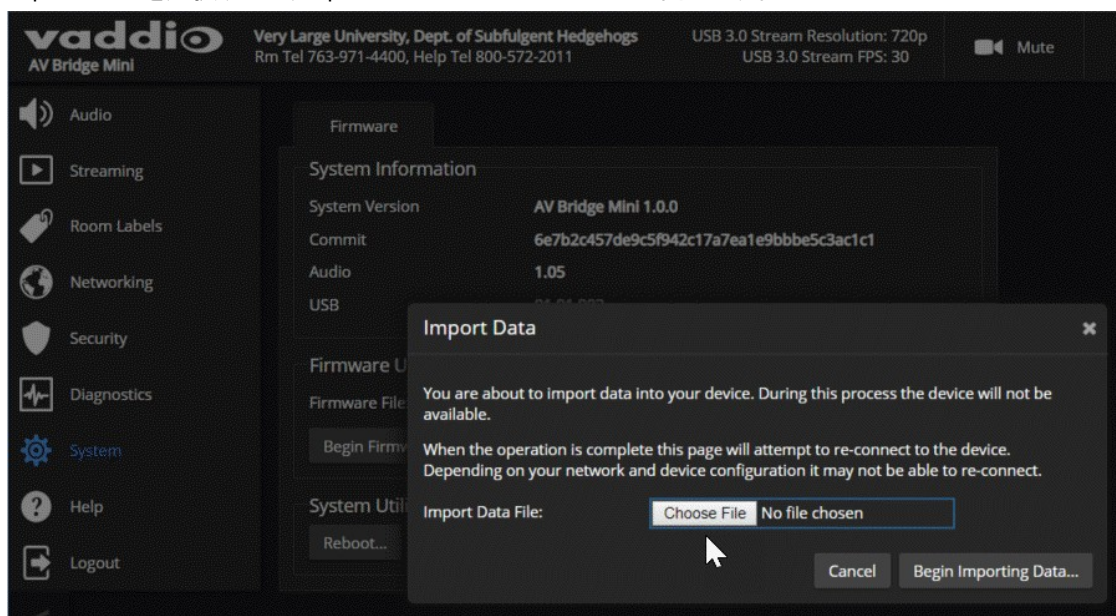 vaddio
AV Bridge Mini
Very Large University, Dept. of Subfulgent Hedgehogs
Rm Tel 763-971-4400, Help Tel 800-572-2011
USB 3.0 Stream Resolution: 720p
USB 3.0 Stream FPS: 30
Mute
Audio
Streaming
Room Labels
Networking
Security
Diagnostics
System
Help
Logout
Firmware
System Information
System Version AV Bridge Mini 1.0.0
Commit 6e7b2c457de9c5f942c17a7ea1e9bbbe5c3ac1c1
Audio 1.05
USB
Firmware U
Firmware File
Begin Firmw
System Util
Reboot...
Import Data
You are about to import data into your device. During this process the device will not be
available.
When the operation is complete this page will attempt to re-connect to the device.
Depending on your network and device configuration it may not be able to re-connect.
Import Data File: Choose File No file chosen
Cancel Begin Importing Data...